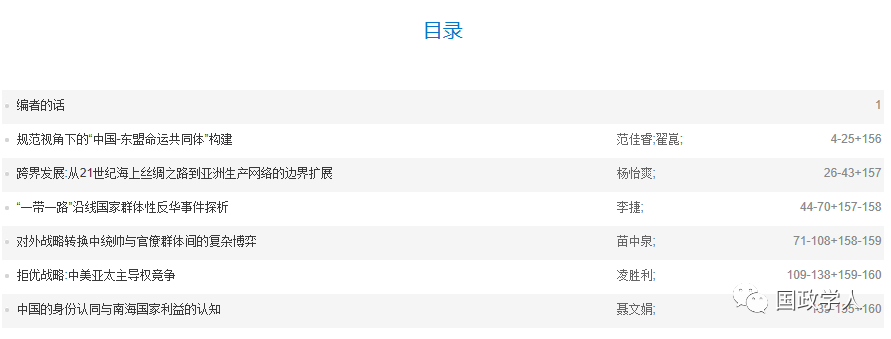 目录
编者的话 1
规范视角下的“中国-东盟命运共同体”构建 范佳睿;翟崑; 4-25+156
跨界发展:从21世纪海上丝绸之路到亚洲生产网络的边界扩展 杨怡爽; 26-43+157
“一带一路”沿线国家群体性反华事件探析 李捷; 44-70+157-158
对外战略转换中统帅与官僚群体间的复杂博弈 苗中泉; 71-108+158-159
拒优战略:中美亚太主导权竞争 凌胜利; 109-138+159-160
中国的身份认同与南海国家利益的认知 聂文娟; 139-155+160
国政学人